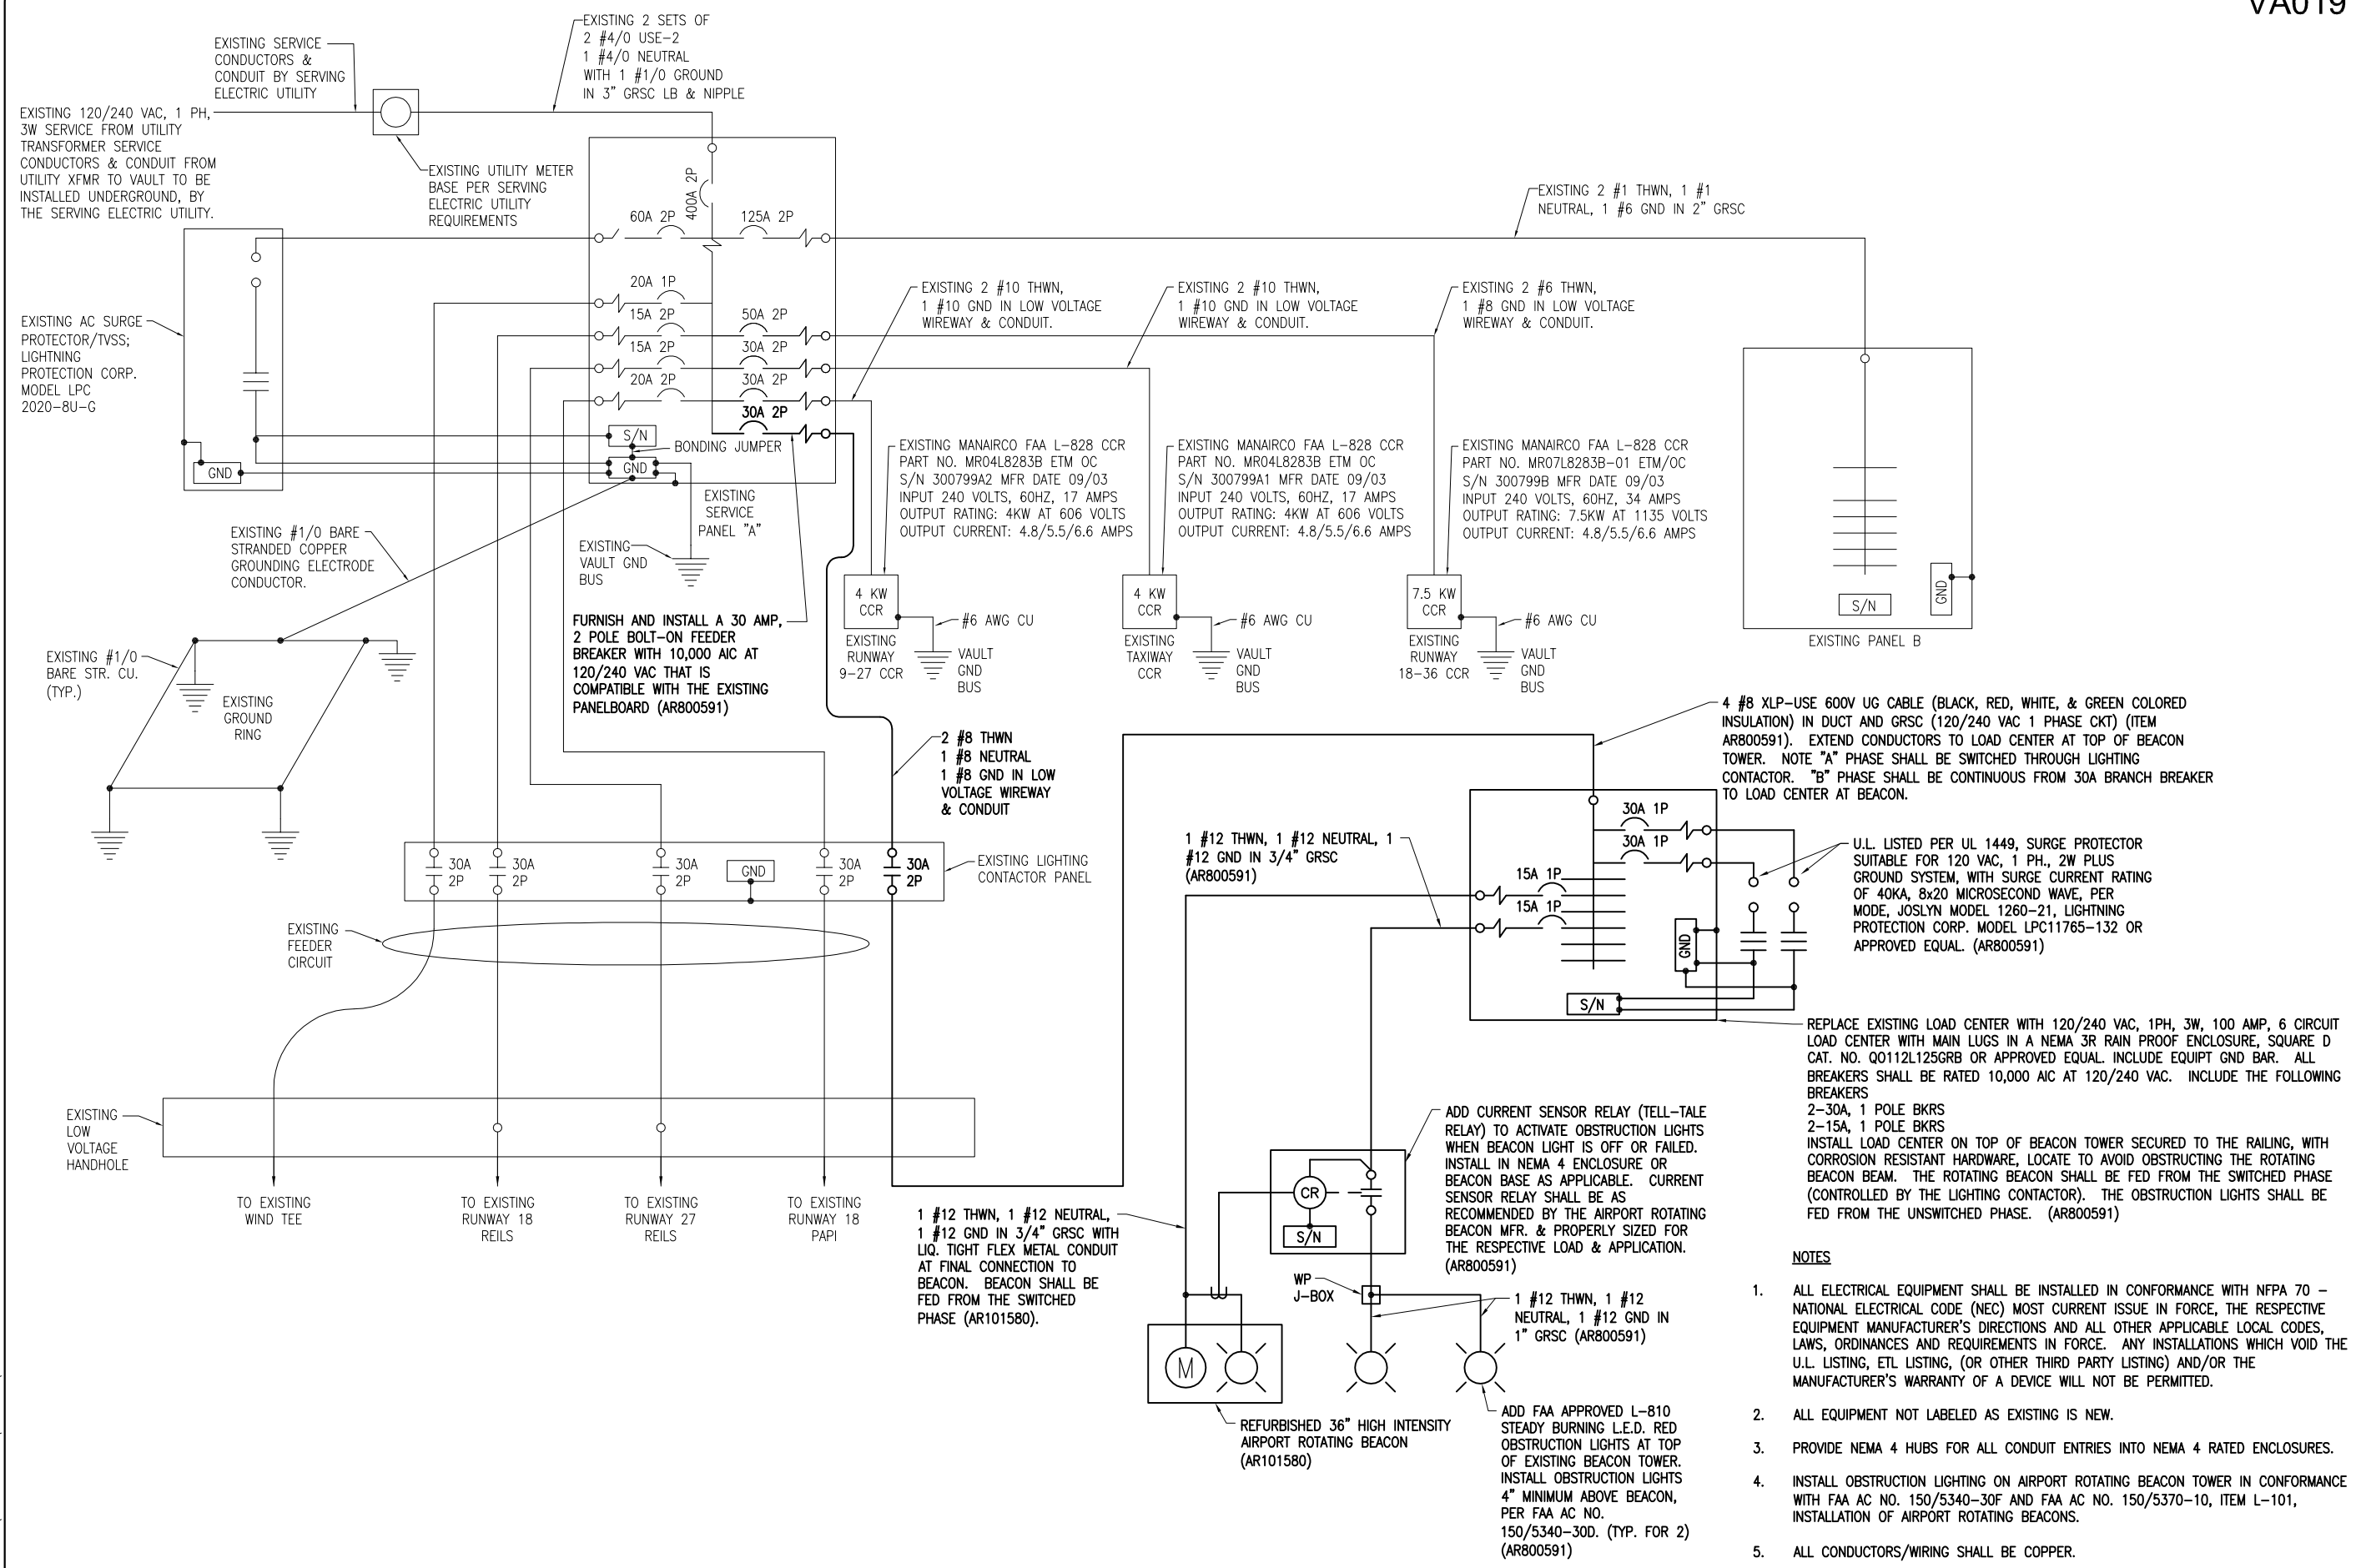 VA019
EXISTING SERVICE
CONDUCTORS &
CONDUIT BY SERVING
ELECTRIC UTILITY
EXISTING 2 SETS OF
2 #4/0 USE-2
1 #4/0 NEUTRAL
WITH 1 #1/0 GROUND
IN 3" GRSC LB & NIPPLE
EXISTING 120/240 VAC, 1 PH,
3W SERVICE FROM UTILITY
TRANSFORMER SERVICE
CONDUCTORS & CONDUIT FROM
UTILITY XFMR TO VAULT TO BE
INSTALLED UNDERGROUND, BY
THE SERVING ELECTRIC UTILITY.
EXISTING UTILITY METER
BASE PER SERVING
ELECTRIC UTILITY
REQUIREMENTS
400A 2P
60A 2P
125A 2P
20A 1P
15A 2P
50A 2P
15A 2P
30A 2P
20A 2P
30A 2P
30A 2P
S/N
BONDING JUMPER
GND
EXISTING
SERVICE
PANEL "A"
EXISTING
VAULT GND
BUS
EXISTING AC SURGE
PROTECTOR/TVSS;
LIGHTNING
PROTECTION CORP.
MODEL LPC
2020-8U-G
GND
EXISTING 2 #1 THWN, 1 #1
NEUTRAL, 1 #6 GND IN 2" GRSC
EXISTING 2 #10 THWN,
1 #10 GND IN LOW VOLTAGE
WIREWAY & CONDUIT.
EXISTING 2 #10 THWN,
1 #10 GND IN LOW VOLTAGE
WIREWAY & CONDUIT.
EXISTING 2 #6 THWN,
1 #8 GND IN LOW VOLTAGE
WIREWAY & CONDUIT.
EXISTING MANAIRCO FAA L-828 CCR
PART NO. MR04L8283B ETM OC
S/N 300799A2 MFR DATE 09/03
INPUT 240 VOLTS, 60HZ, 17 AMPS
OUTPUT RATING: 4KW AT 606 VOLTS
OUTPUT CURRENT: 4.8/5.5/6.6 AMPS
EXISTING MANAIRCO FAA L-828 CCR
PART NO. MR04L8283B ETM OC
S/N 300799A1 MFR DATE 09/03
INPUT 240 VOLTS, 60HZ, 17 AMPS
OUTPUT RATING: 4KW AT 606 VOLTS
OUTPUT CURRENT: 4.8/5.5/6.6 AMPS
EXISTING MANAIRCO FAA L-828 CCR
PART NO. MR07L8283B-01 ETM/OC
S/N 300799B MFR DATE 09/03
INPUT 240 VOLTS, 60HZ, 34 AMPS
OUTPUT RATING: 7.5KW AT 1135 VOLTS
OUTPUT CURRENT: 4.8/5.5/6.6 AMPS
4 KW
CCR
#6 AWG CU
EXISTING
RUNWAY
9-27 CCR
VAULT
GND
BUS
4 KW
CCR
#6 AWG CU
EXISTING
TAXIWAY
CCR
VAULT
GND
BUS
7.5 KW
CCR
#6 AWG CU
EXISTING
RUNWAY
18-36 CCR
VAULT
GND
BUS
S/N
GND
EXISTING PANEL B
EXISTING #1/0 BARE
STRANDED COPPER
GROUNDING ELECTRODE
CONDUCTOR.
EXISTING #1/0
BARE STR. CU.
(TYP.)
EXISTING
GROUND
RING
FURNISH AND INSTALL A 30 AMP,
2 POLE BOLT-ON FEEDER
BREAKER WITH 10,000 AIC AT
120/240 VAC THAT IS
COMPATIBLE WITH THE EXISTING
PANELBOARD (AR800591)
2 #8 THWN
1 #8 NEUTRAL
1 #8 GND IN LOW
VOLTAGE WIREWAY
& CONDUIT
4 #8 XLP-USE 600V UG CABLE (BLACK, RED, WHITE, & GREEN COLORED
INSULATION) IN DUCT AND GRSC (120/240 VAC 1 PHASE CKT) (ITEM
AR800591). EXTEND CONDUCTORS TO LOAD CENTER AT TOP OF BEACON
TOWER. NOTE "A" PHASE SHALL BE SWITCHED THROUGH LIGHTING
CONTACTOR. "B" PHASE SHALL BE CONTINUOUS FROM 30A BRANCH BREAKER
TO LOAD CENTER AT BEACON.
30A
2P
30A
2P
30A
2P
GND
30A
2P
30A
2P
EXISTING LIGHTING
CONTACTOR PANEL
EXISTING
FEEDER
CIRCUIT
1 #12 THWN, 1 #12 NEUTRAL, 1
#12 GND IN 3/4" GRSC
(AR800591)
30A 1P
30A 1P
15A 1P
15A 1P
GND
S/N
U.L. LISTED PER UL 1449, SURGE PROTECTOR
SUITABLE FOR 120 VAC, 1 PH., 2W PLUS
GROUND SYSTEM, WITH SURGE CURRENT RATING
OF 40KA, 8x20 MICROSECOND WAVE, PER
MODE, JOSLYN MODEL 1260-21, LIGHTNING
PROTECTION CORP. MODEL LPC11765-132 OR
APPROVED EQUAL. (AR800591)
REPLACE EXISTING LOAD CENTER WITH 120/240 VAC, 1PH, 3W, 100 AMP, 6 CIRCUIT
LOAD CENTER WITH MAIN LUGS IN A NEMA 3R RAIN PROOF ENCLOSURE, SQUARE D
CAT. NO. QO112L125GRB OR APPROVED EQUAL. INCLUDE EQUIPT GND BAR. ALL
BREAKERS SHALL BE RATED 10,000 AIC AT 120/240 VAC. INCLUDE THE FOLLOWING
BREAKERS
2-30A, 1 POLE BKRS
2-15A, 1 POLE BKRS
INSTALL LOAD CENTER ON TOP OF BEACON TOWER SECURED TO THE RAILING, WITH
CORROSION RESISTANT HARDWARE, LOCATE TO AVOID OBSTRUCTING THE ROTATING
BEACON BEAM. THE ROTATING BEACON SHALL BE FED FROM THE SWITCHED PHASE
(CONTROLLED BY THE LIGHTING CONTACTOR). THE OBSTRUCTION LIGHTS SHALL BE
FED FROM THE UNSWITCHED PHASE. (AR800591)
EXISTING
LOW
VOLTAGE
HANDHOLE
TO EXISTING
WIND TEE
TO EXISTING
RUNWAY 18
REILS
TO EXISTING
RUNWAY 27
REILS
TO EXISTING
RUNWAY 18
PAPI
1 #12 THWN, 1 #12 NEUTRAL,
1 #12 GND IN 3/4" GRSC WITH
LIQ. TIGHT FLEX METAL CONDUIT
AT FINAL CONNECTION TO
BEACON. BEACON SHALL BE
FED FROM THE SWITCHED
PHASE (AR101580).
ADD CURRENT SENSOR RELAY (TELL-TALE
RELAY) TO ACTIVATE OBSTRUCTION LIGHTS
WHEN BEACON LIGHT IS OFF OR FAILED.
INSTALL IN NEMA 4 ENCLOSURE OR
BEACON BASE AS APPLICABLE. CURRENT
SENSOR RELAY SHALL BE AS
RECOMMENDED BY THE AIRPORT ROTATING
BEACON MFR. & PROPERLY SIZED FOR
THE RESPECTIVE LOAD & APPLICATION.
(AR800591)
CR
S/N
WP
J-BOX
1 #12 THWN, 1 #12
NEUTRAL, 1 #12 GND IN
1" GRSC (AR800591)
M
REFURBISHED 36" HIGH INTENSITY
AIRPORT ROTATING BEACON
(AR101580)
ADD FAA APPROVED L-810
STEADY BURNING L.E.D. RED
OBSTRUCTION LIGHTS AT TOP
OF EXISTING BEACON TOWER.
INSTALL OBSTRUCTION LIGHTS
4" MINIMUM ABOVE BEACON,
PER FAA AC NO.
150/5340-30D. (TYP. FOR 2)
(AR800591)
NOTES
1. ALL ELECTRICAL EQUIPMENT SHALL BE INSTALLED IN CONFORMANCE WITH NFPA 70 -
NATIONAL ELECTRICAL CODE (NEC) MOST CURRENT ISSUE IN FORCE, THE RESPECTIVE
EQUIPMENT MANUFACTURER'S DIRECTIONS AND ALL OTHER APPLICABLE LOCAL CODES,
LAWS, ORDINANCES AND REQUIREMENTS IN FORCE. ANY INSTALLATIONS WHICH VOID THE
U.L. LISTING, ETL LISTING, (OR OTHER THIRD PARTY LISTING) AND/OR THE
MANUFACTURER'S WARRANTY OF A DEVICE WILL NOT BE PERMITTED.
2. ALL EQUIPMENT NOT LABELED AS EXISTING IS NEW.
3. PROVIDE NEMA 4 HUBS FOR ALL CONDUIT ENTRIES INTO NEMA 4 RATED ENCLOSURES.
4. INSTALL OBSTRUCTION LIGHTING ON AIRPORT ROTATING BEACON TOWER IN CONFORMANCE
WITH FAA AC NO. 150/5340-30F AND FAA AC NO. 150/5370-10, ITEM L-101,
INSTALLATION OF AIRPORT ROTATING BEACONS.
5. ALL CONDUCTORS/WIRING SHALL BE COPPER.